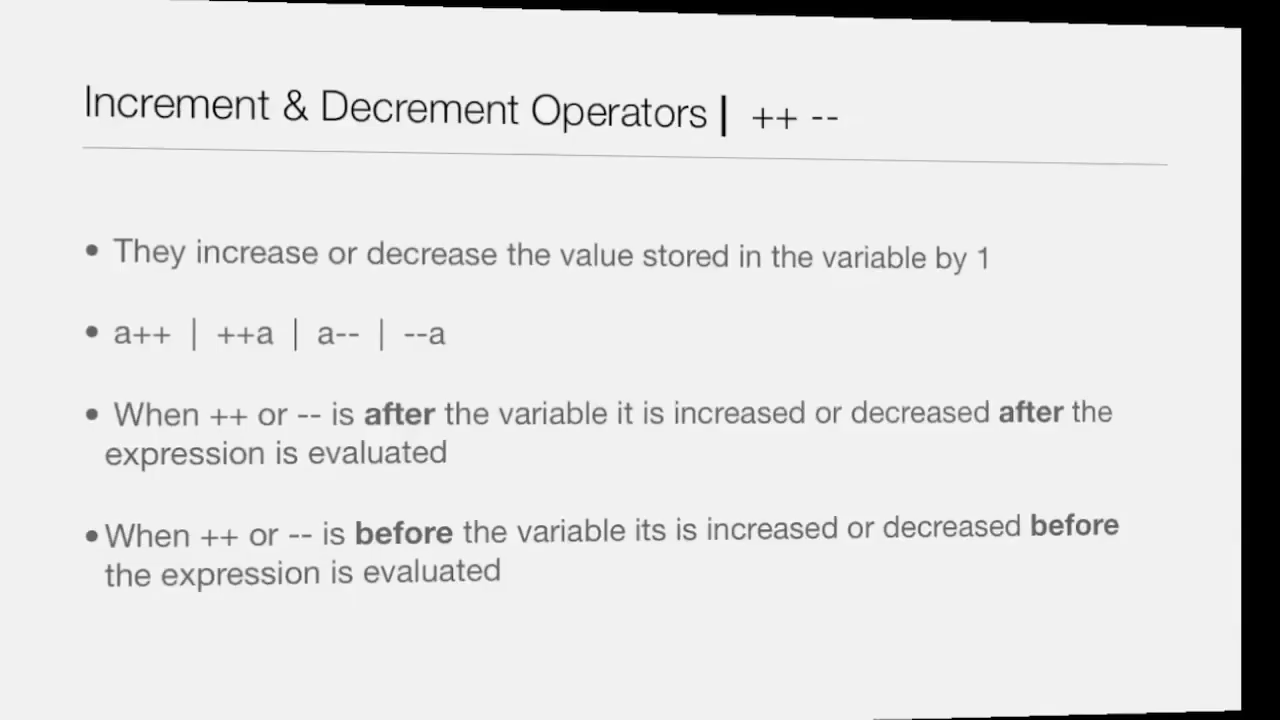 Increment & Decrement Operators | ++ --
• They increase or decrease the value stored in the variable by 1
• a++ | ++a | a-- | --a
• When ++ or -- is after the variable it is increased or decreased after the
expression is evaluated
• When ++ or -- is before the variable its is increased or decreased before
the expression is evaluated